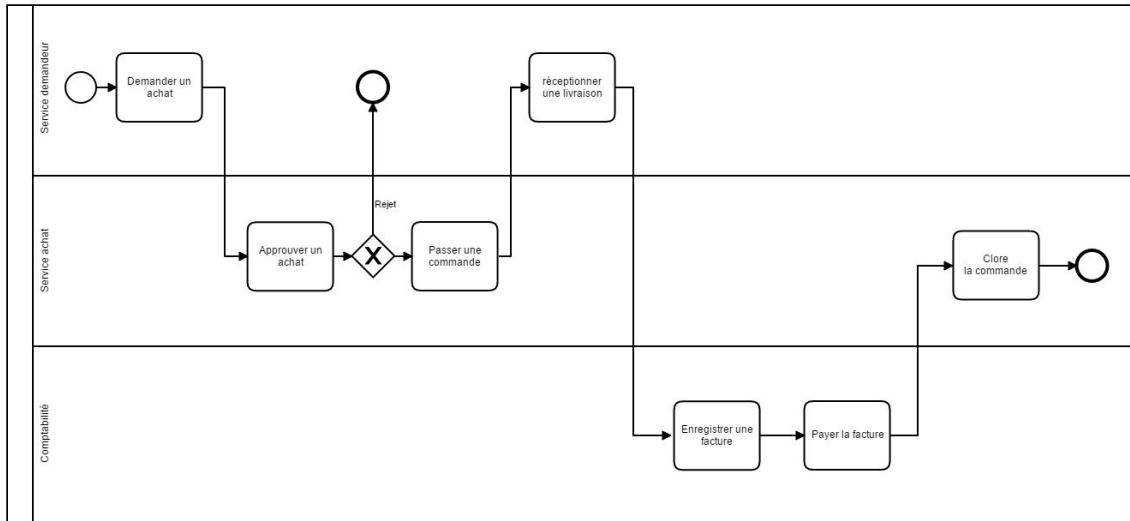 Service demandeur
Demander un
achat
réceptionner
une livraison
Service achat
Rejet
Approuver un
achat
X
Passer une
commande
Clore
la commande
Comptabilité
Enregistrer une
facture
Payer la facture